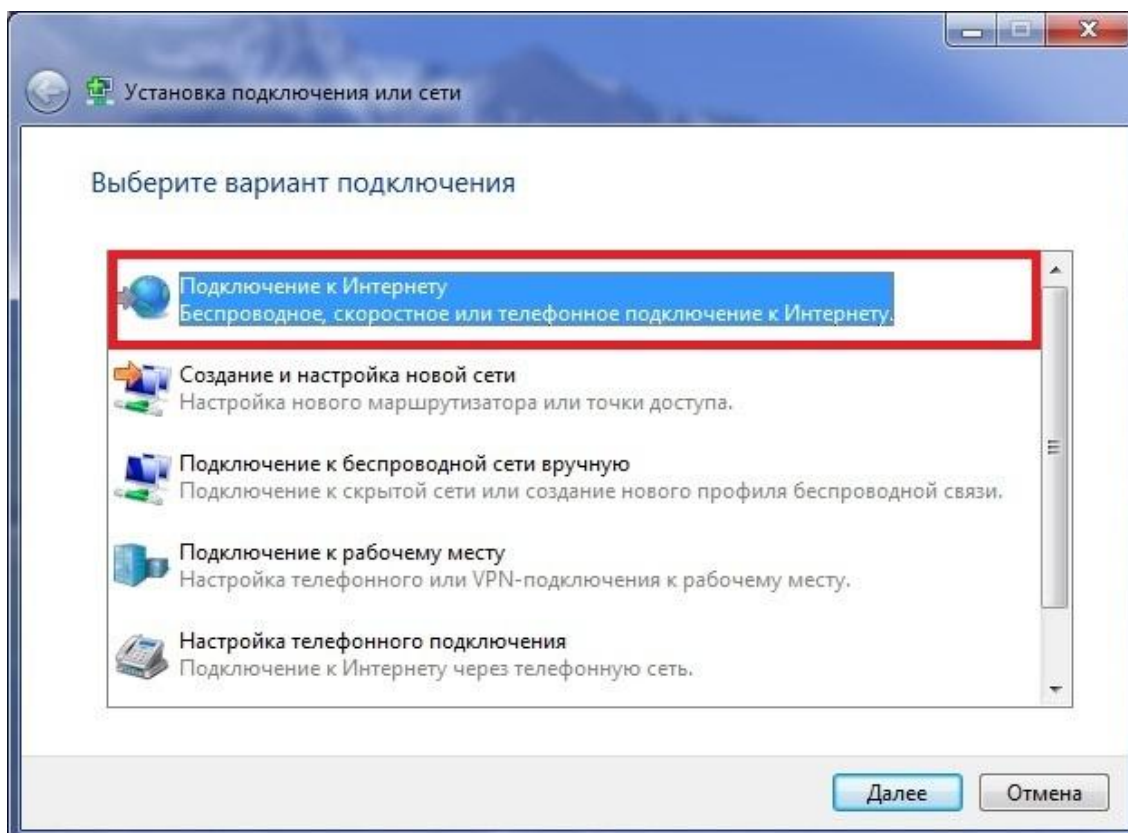 Установка подключения или сети
Выберите вариант подключения
Подключение к Интернету
Беспроводное, скоростное или телефонное подключение к Интернету.
Создание и настройка новой сети
Настройка нового маршрутизатора или точки доступа.
Подключение к беспроводной сети вручную
Подключение к скрытой сети или создание нового профиля беспроводной связи.
Подключение к рабочему месту
Настройка телефонного или VPN-подключения к рабочему месту.
Настройка телефонного подключения
Подключение к Интернету через телефонную сеть.
Далее Отмена